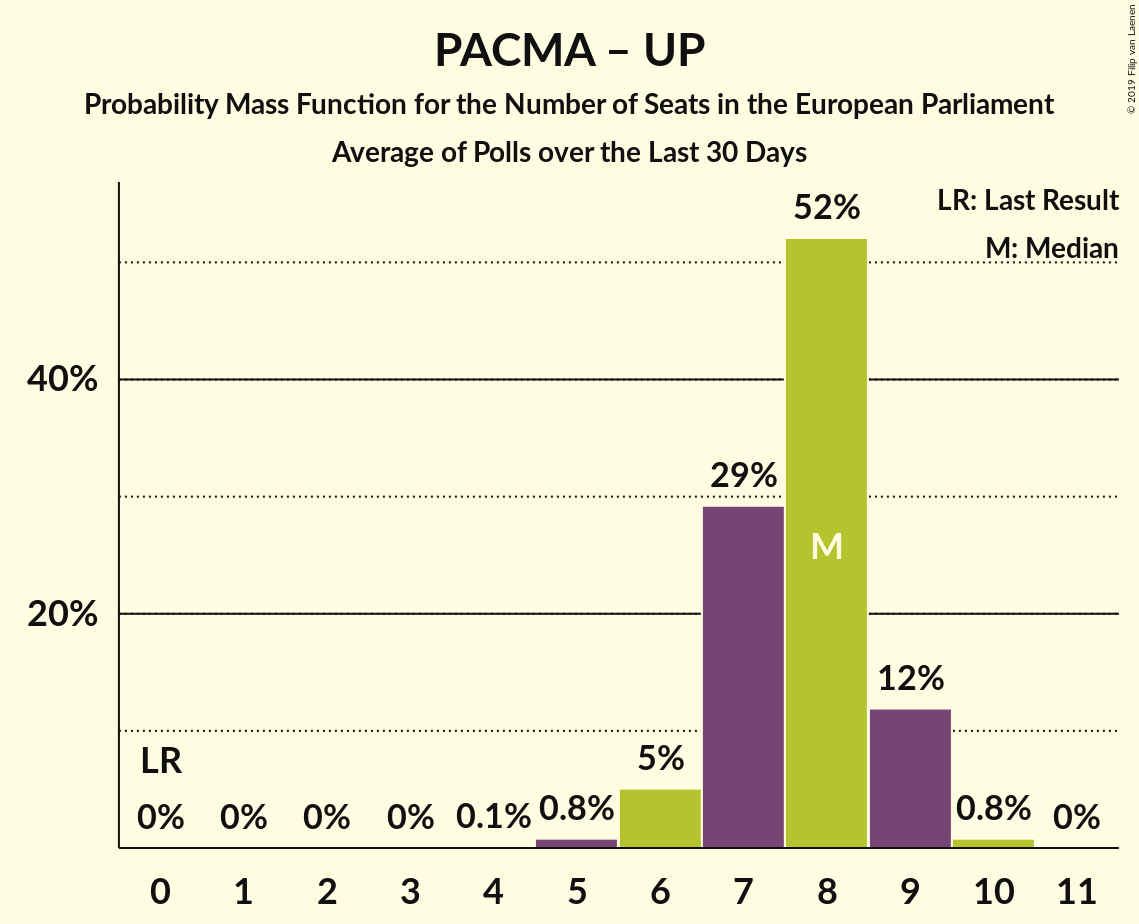 PACMA – UP
Probability Mass Function for the Number of Seats in the European Parliament
Average of Polls over the Last 30 Days
© 2019 Filip van Laenen
LR: Last Result
M: Median
52%
40%
29%
M
20%
12%
LR
5%
0% 0% 0% 0% 0.1% 0.8% 0.8% 0%
0 1 2 3 4 5 6 7 8 9 10 11